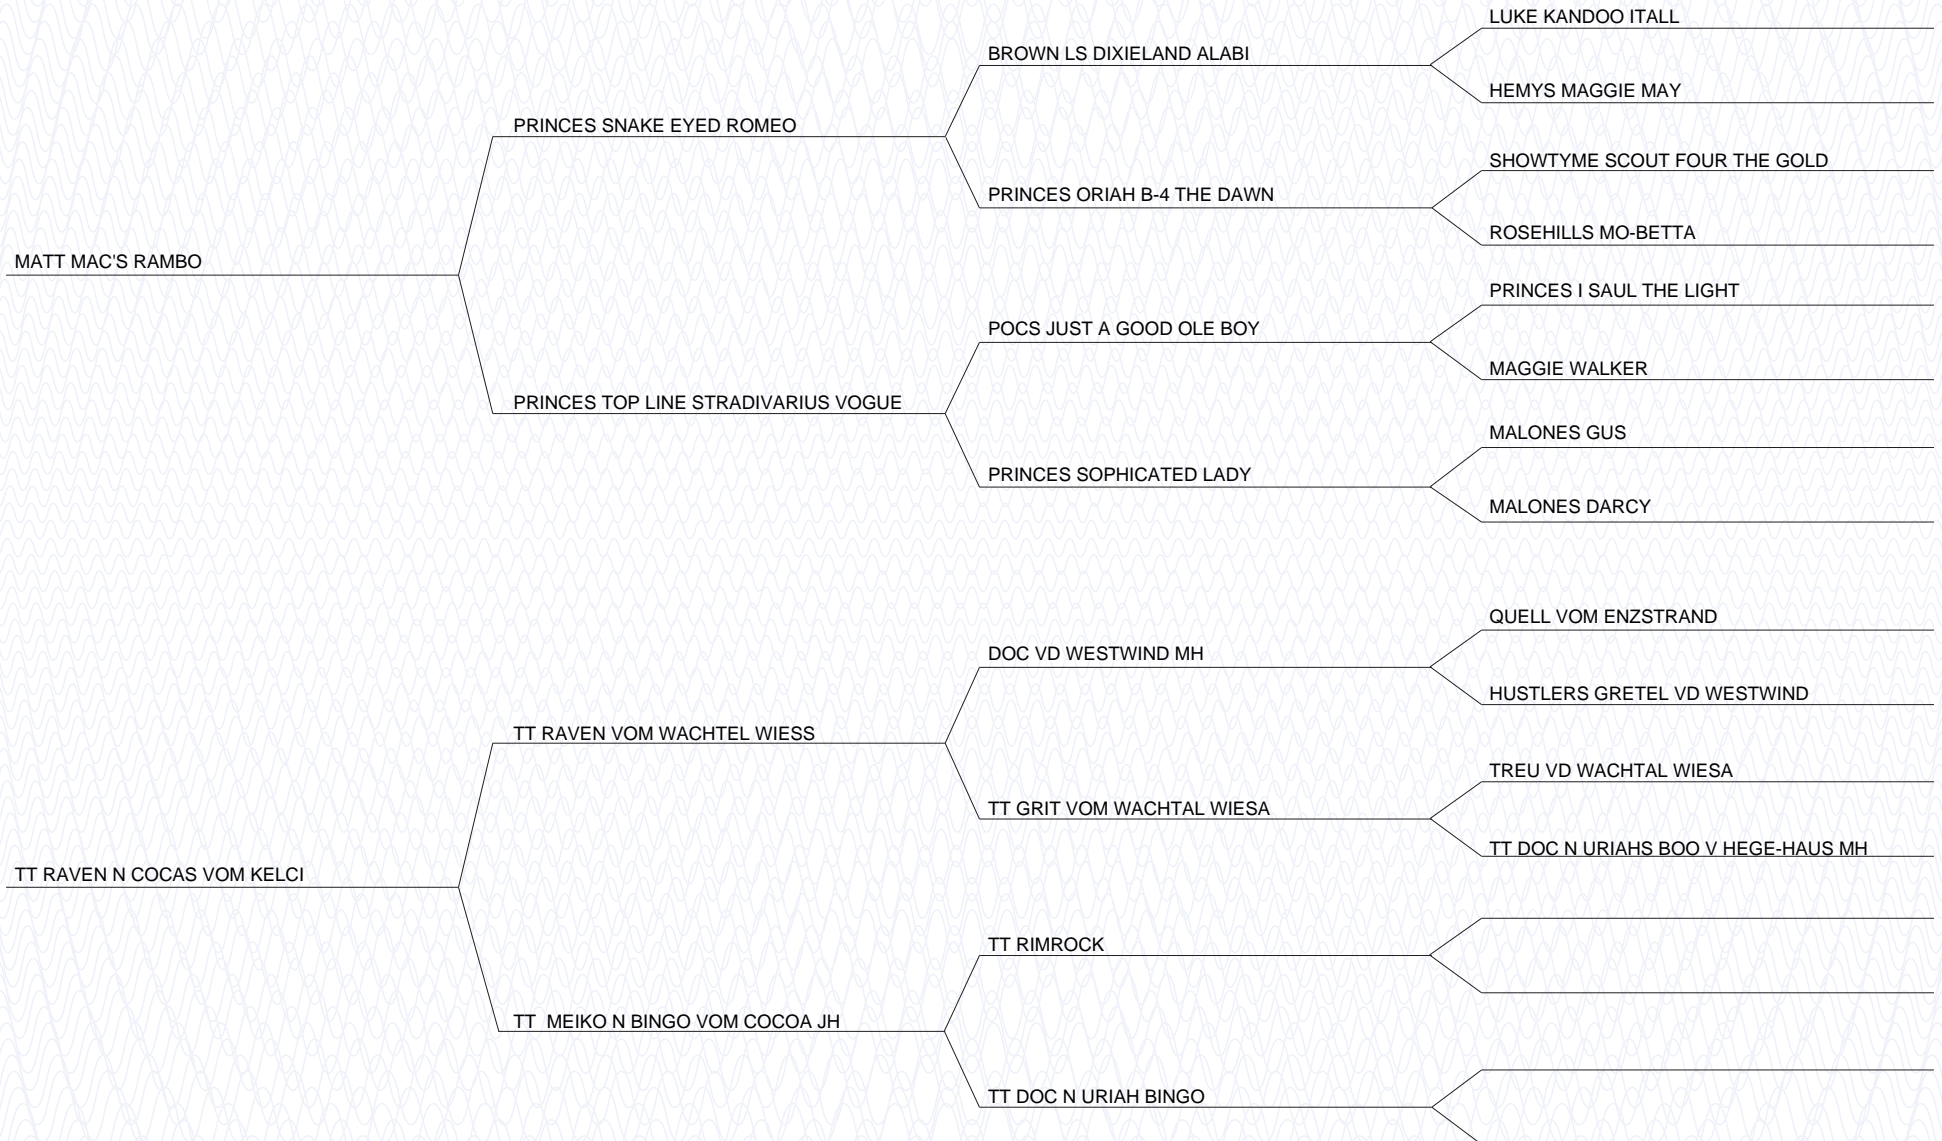 LUKE KANDOO ITALL
BROWN LS DIXIELAND ALABI
HEMYS MAGGIE MAY
PRINCES SNAKE EYED ROMEO
SHOWTYME SCOUT FOUR THE GOLD
PRINCES ORIAH B-4 THE DAWN
ROSEHILLS MO-BETTA
MATT MAC'S RAMBO
PRINCES I SAUL THE LIGHT
POCS JUST A GOOD OLE BOY
MAGGIE WALKER
PRINCES TOP LINE STRADIVARIUS VOGUE
MALONES GUS
PRINCES SOPHICATED LADY
MALONES DARCY
QUELL VOM ENZSTRAND
DOC VD WESTWIND MH
HUSTLERS GRETEL VD WESTWIND
TT RAVEN VOM WACHTEL WIESS
TREU VD WACHTAL WIESA
TT GRIT VOM WACHTAL WIESA
TT DOC N URIAHS BOO V HEGE-HAUS MH
TT RAVEN N COCAS VOM KELCI
TT RIMROCK
TT MEIKO N BINGO VOM COCOA JH
TT DOC N URIAH BINGO